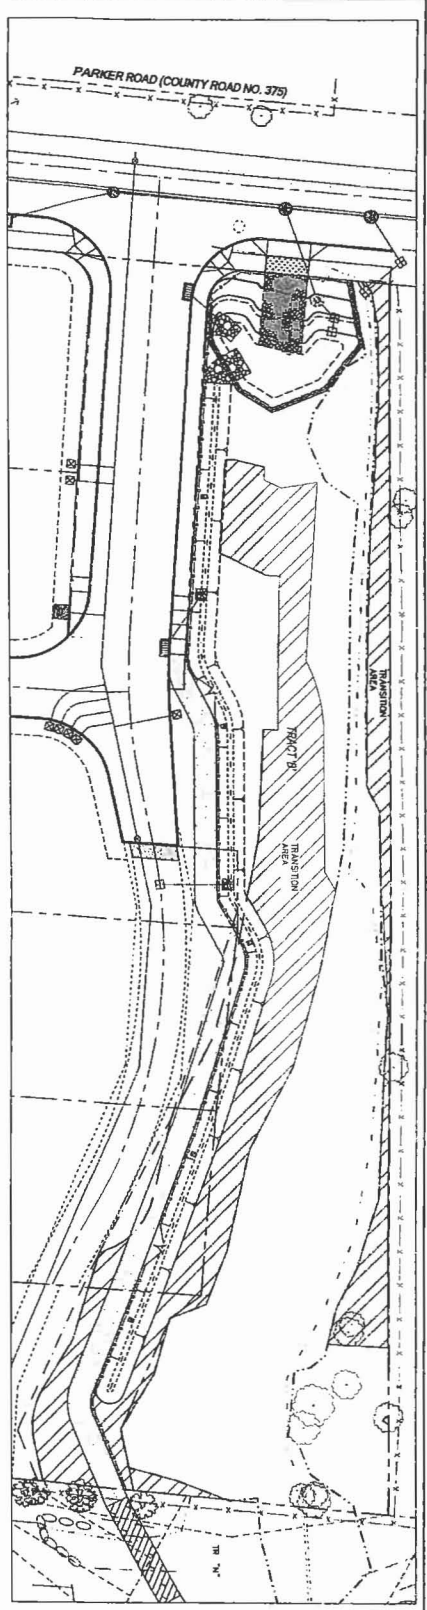 PARKER ROAD (COUNTY ROAD NO. 375)
TRANSITION
AREA
TRACT 'B'
TRANSITION
AREA
TR "N"